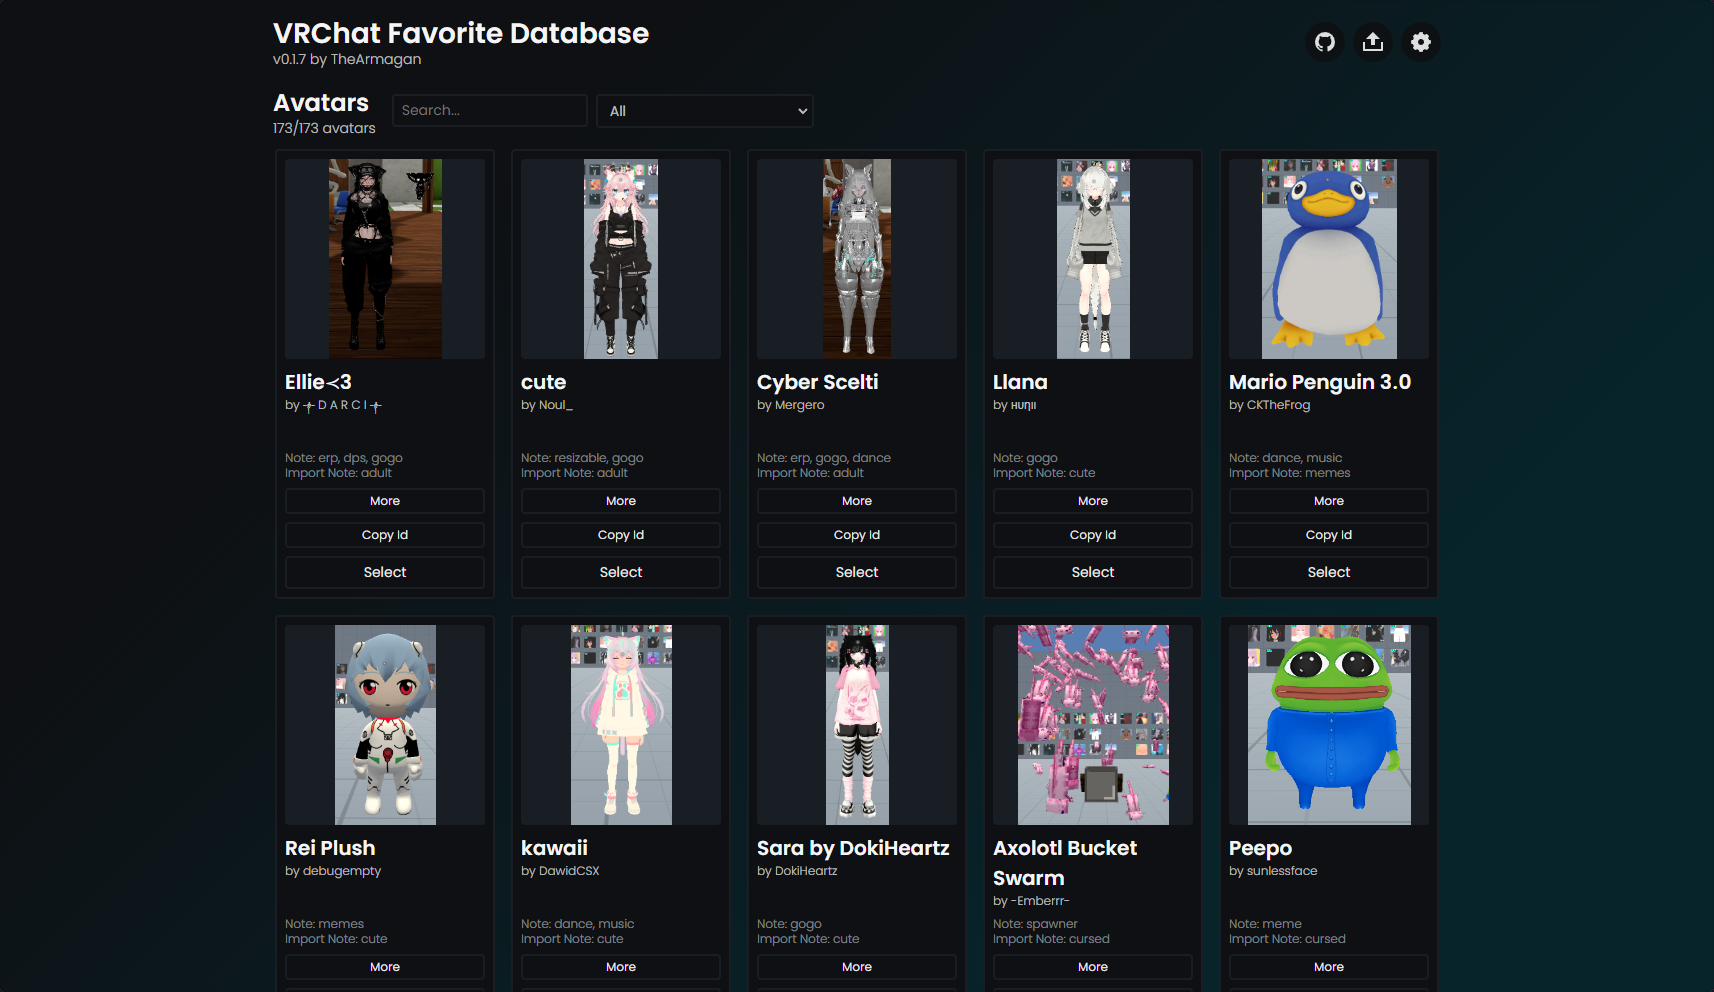 VRChat Favorite Database
v0.1.7 by TheArmagan
Avatars
173/173 avatars
Search...
All
Ellie≺3
by ⸸ D A R C I ⸸
Note: erp, dps, gogo
Import Note: adult
More
Copy Id
Select
cute
by Noul_
Note: resizable, gogo
Import Note: adult
More
Copy Id
Select
Cyber Scelti
by Mergero
Note: erp, gogo, dance
Import Note: adult
More
Copy Id
Select
Llana
Note: gogo
Import Note: cute
More
Copy Id
Select
Mario Penguin 3.0
by CKTheFrog
Note: dance, music
Import Note: memes
More
Copy Id
Select
Rei Plush
by debugempty
Note: memes
Import Note: cute
More
kawaii
by DawidCSX
Note: dance, music
Import Note: cute
More
Sara by DokiHeartz
by DokiHeartz
Note: gogo
Import Note: cute
More
Axolotl Bucket
Swarm
by -Emberrr-
Note: spawner
Import Note: cursed
More
Peepo
by sunlessface
Note: meme
Import Note: cursed
More